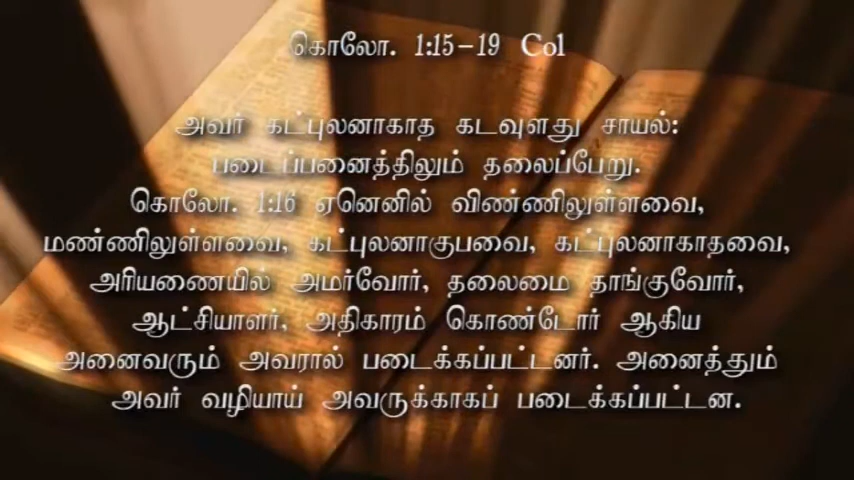 கொலோ. 1:15-19 Col
அவர் கட்புலனாகாத கடவுளது சாயல்:
படைப்பனைத்திலும் தலைப்பேறு.
கொலோ. 1:16 ஏனெனில் விண்ணிலுள்ளவை,
மண்ணிலுள்ளவை, கட்புலனாகுபவை, கட்புலனாகாதவை,
அரியணையில் அமர்வோர், தலைமை தாங்குவோர்,
ஆட்சியாளர், அதிகாரம் கொண்டோர் ஆகிய
அனைவரும் அவரால் படைக்கப்பட்டனர். அனைத்தும்
அவர் வழியாய் அவருக்காகப் படைக்கப்பட்டன.